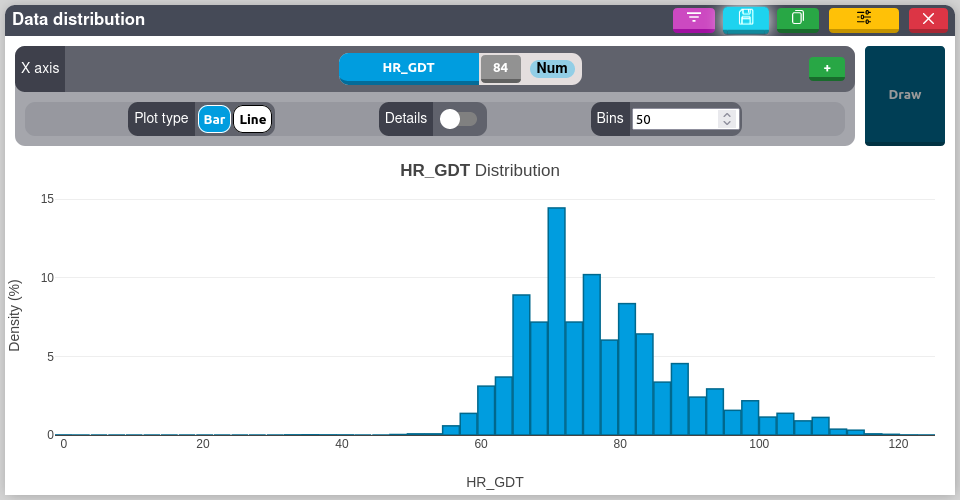 Data distribution
X axis
HR_GDT
84
Num
+
Draw
Plot type
Bar
Line
Details
Bins
50
HR_GDT Distribution
15
10
5
0
Density (%)
0 20 40 60 80 100 120
HR_GDT